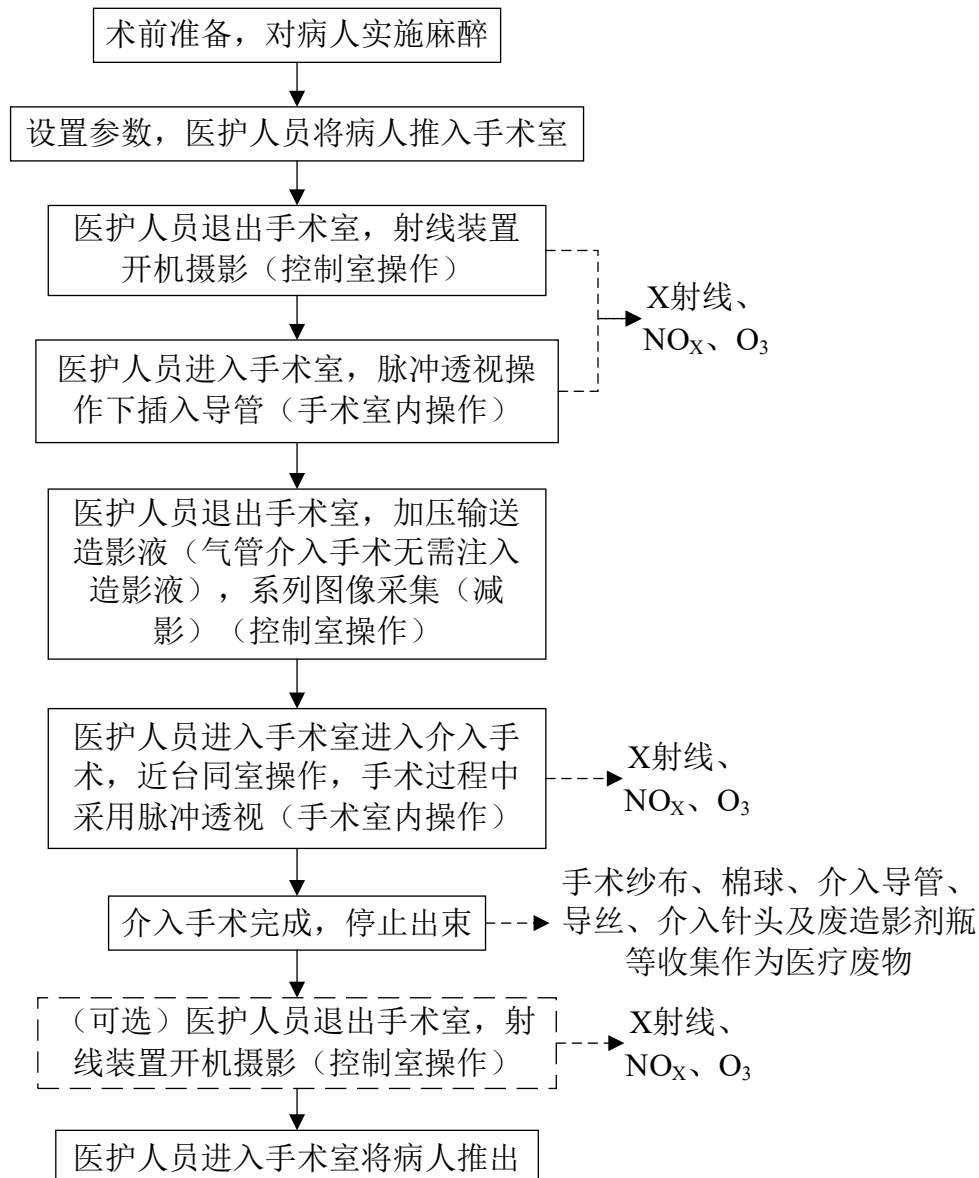 术前准备，对病人实施麻醉
设置参数，医护人员将病人推入手术室
医护人员退出手术室，射线装置
开机摄影（控制室操作）
X射线、
NOX、O3
医护人员进入手术室，脉冲透视操
作下插入导管（手术室内操作）
医护人员退出手术室，加压输送
造影液（气管介入手术无需注入
造影液），系列图像采集（减
影）（控制室操作）
医护人员进入手术室进入介入手
术，近台同室操作，手术过程中
采用脉冲透视（手术室内操作）
X射线、
NOX、O3
介入手术完成，停止出束
手术纱布、棉球、介入导管、
导丝、介入针头及废造影剂瓶
等收集作为医疗废物
（可选）医护人员退出手术室，射
线装置开机摄影（控制室操作）
X射线、
NOX、O3
医护人员进入手术室将病人推出